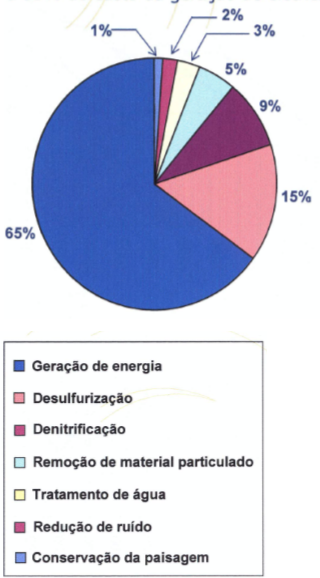 1%
2%
3%
5%
9%
15%
65%
Geração de energia
Desulfurização
Denitrificação
Remoção de material particulado
Tratamento de água
Redução de ruído
Conservação da paisagem